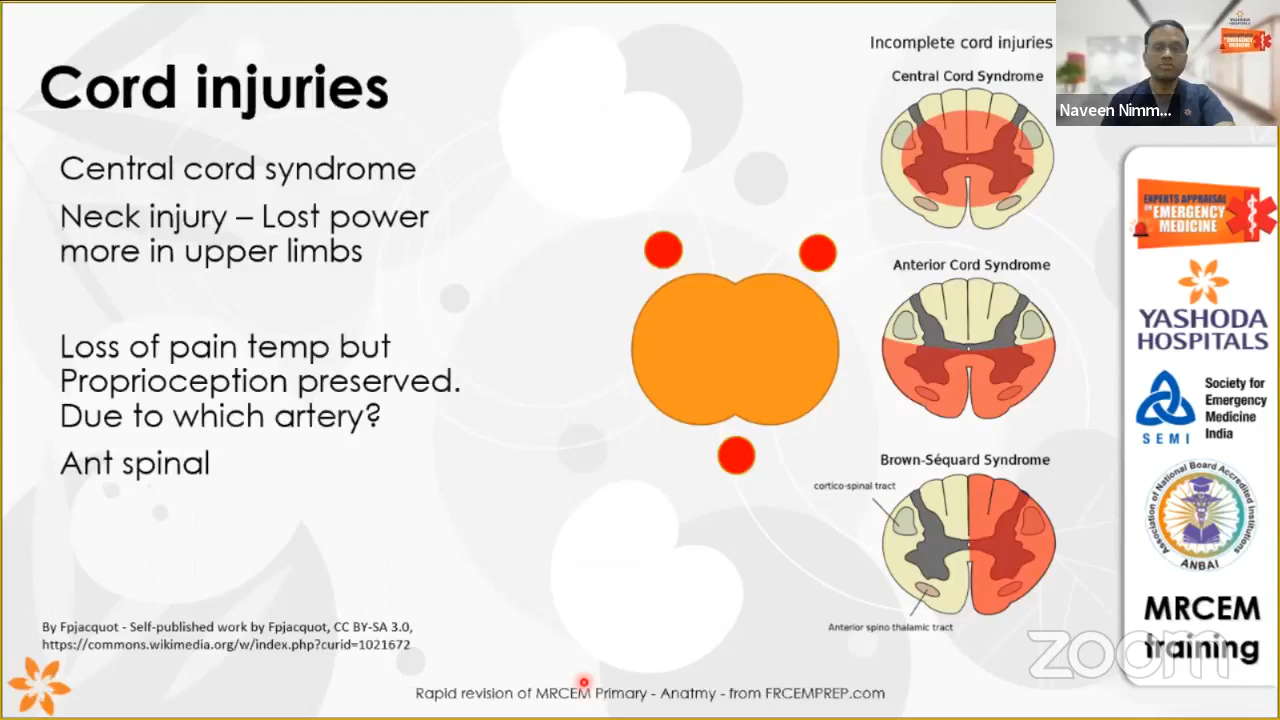 Cord injuries
Central cord syndrome
Neck injury – Lost power
more in upper limbs
Loss of pain temp but
Proprioception preserved.
Due to which artery?
Ant spinal
By Fpjacquot - Self-published work by Fpjacquot, CC BY-SA 3.0,
https://commons.wikimedia.org/w/index.php?curid=1021672
Rapid revision of MRCEM Primary - Anatmy - from FRCEMPREP.com
Incomplete cord injuries
Central Cord Syndrome
Anterior Cord Syndrome
Brown-Séquard Syndrome
cortico-spinal tract
Anterior spino thalamic tract
YASHODA
HOSPITALS
Naveen Nimm...
EXPERTS APPRAISAL
EMERGENCY
MEDICINE
YASHODA
HOSPITALS
SEMI
Society for
Emergency
Medicine
India
Association of National Board Accredited Institutions
ANBAI
MRCEM
training
zoom